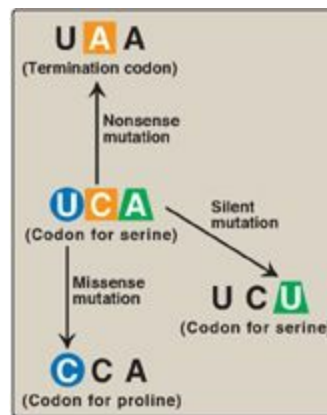 U A A
(Termination codon)
Nonsense
mutation
U C A
(Codon for serine)
Silent
mutation
Missense
mutation
U C U
(Codon for serine)
C C A
(Codon for proline)